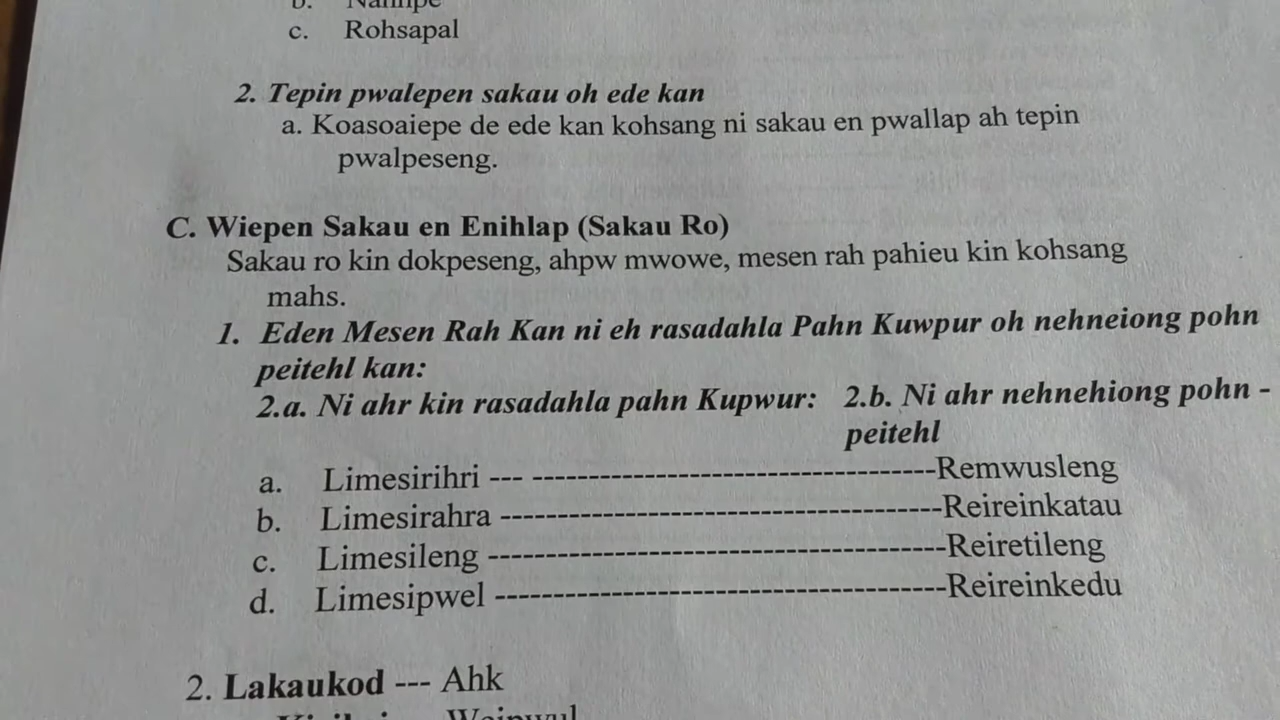 b. Nahnpe
c. Rohsapal
2. Tepin pwalepen sakau oh ede kan
a. Koasoaiepe de ede kan kohsang ni sakau en pwallap ah tepin
pwalpeseng.
C. Wiepen Sakau en Enihlap (Sakau Ro)
Sakau ro kin dokpeseng, ahpw mwowe, mesen rah pahieu kin kohsang
mahs.
1. Eden Mesen Rah Kan ni eh rasadahla Pahn Kuwpur oh nehneiong pohn
peitehl kan:
2.a. Ni ahr kin rasadahla pahn Kupwur: 2.b. Ni ahr nehnehiong pohn -
peitehl
a. Limesirihri --- -----------------------------------Remwusleng
b. Limesirahra ---------------------------------------Reireinkatau
c. Limesileng ----------------------------------------Reiretileng
d. Limesipwel ---------------------------------------Reireinkedu
2. Lakaukod --- Ahk